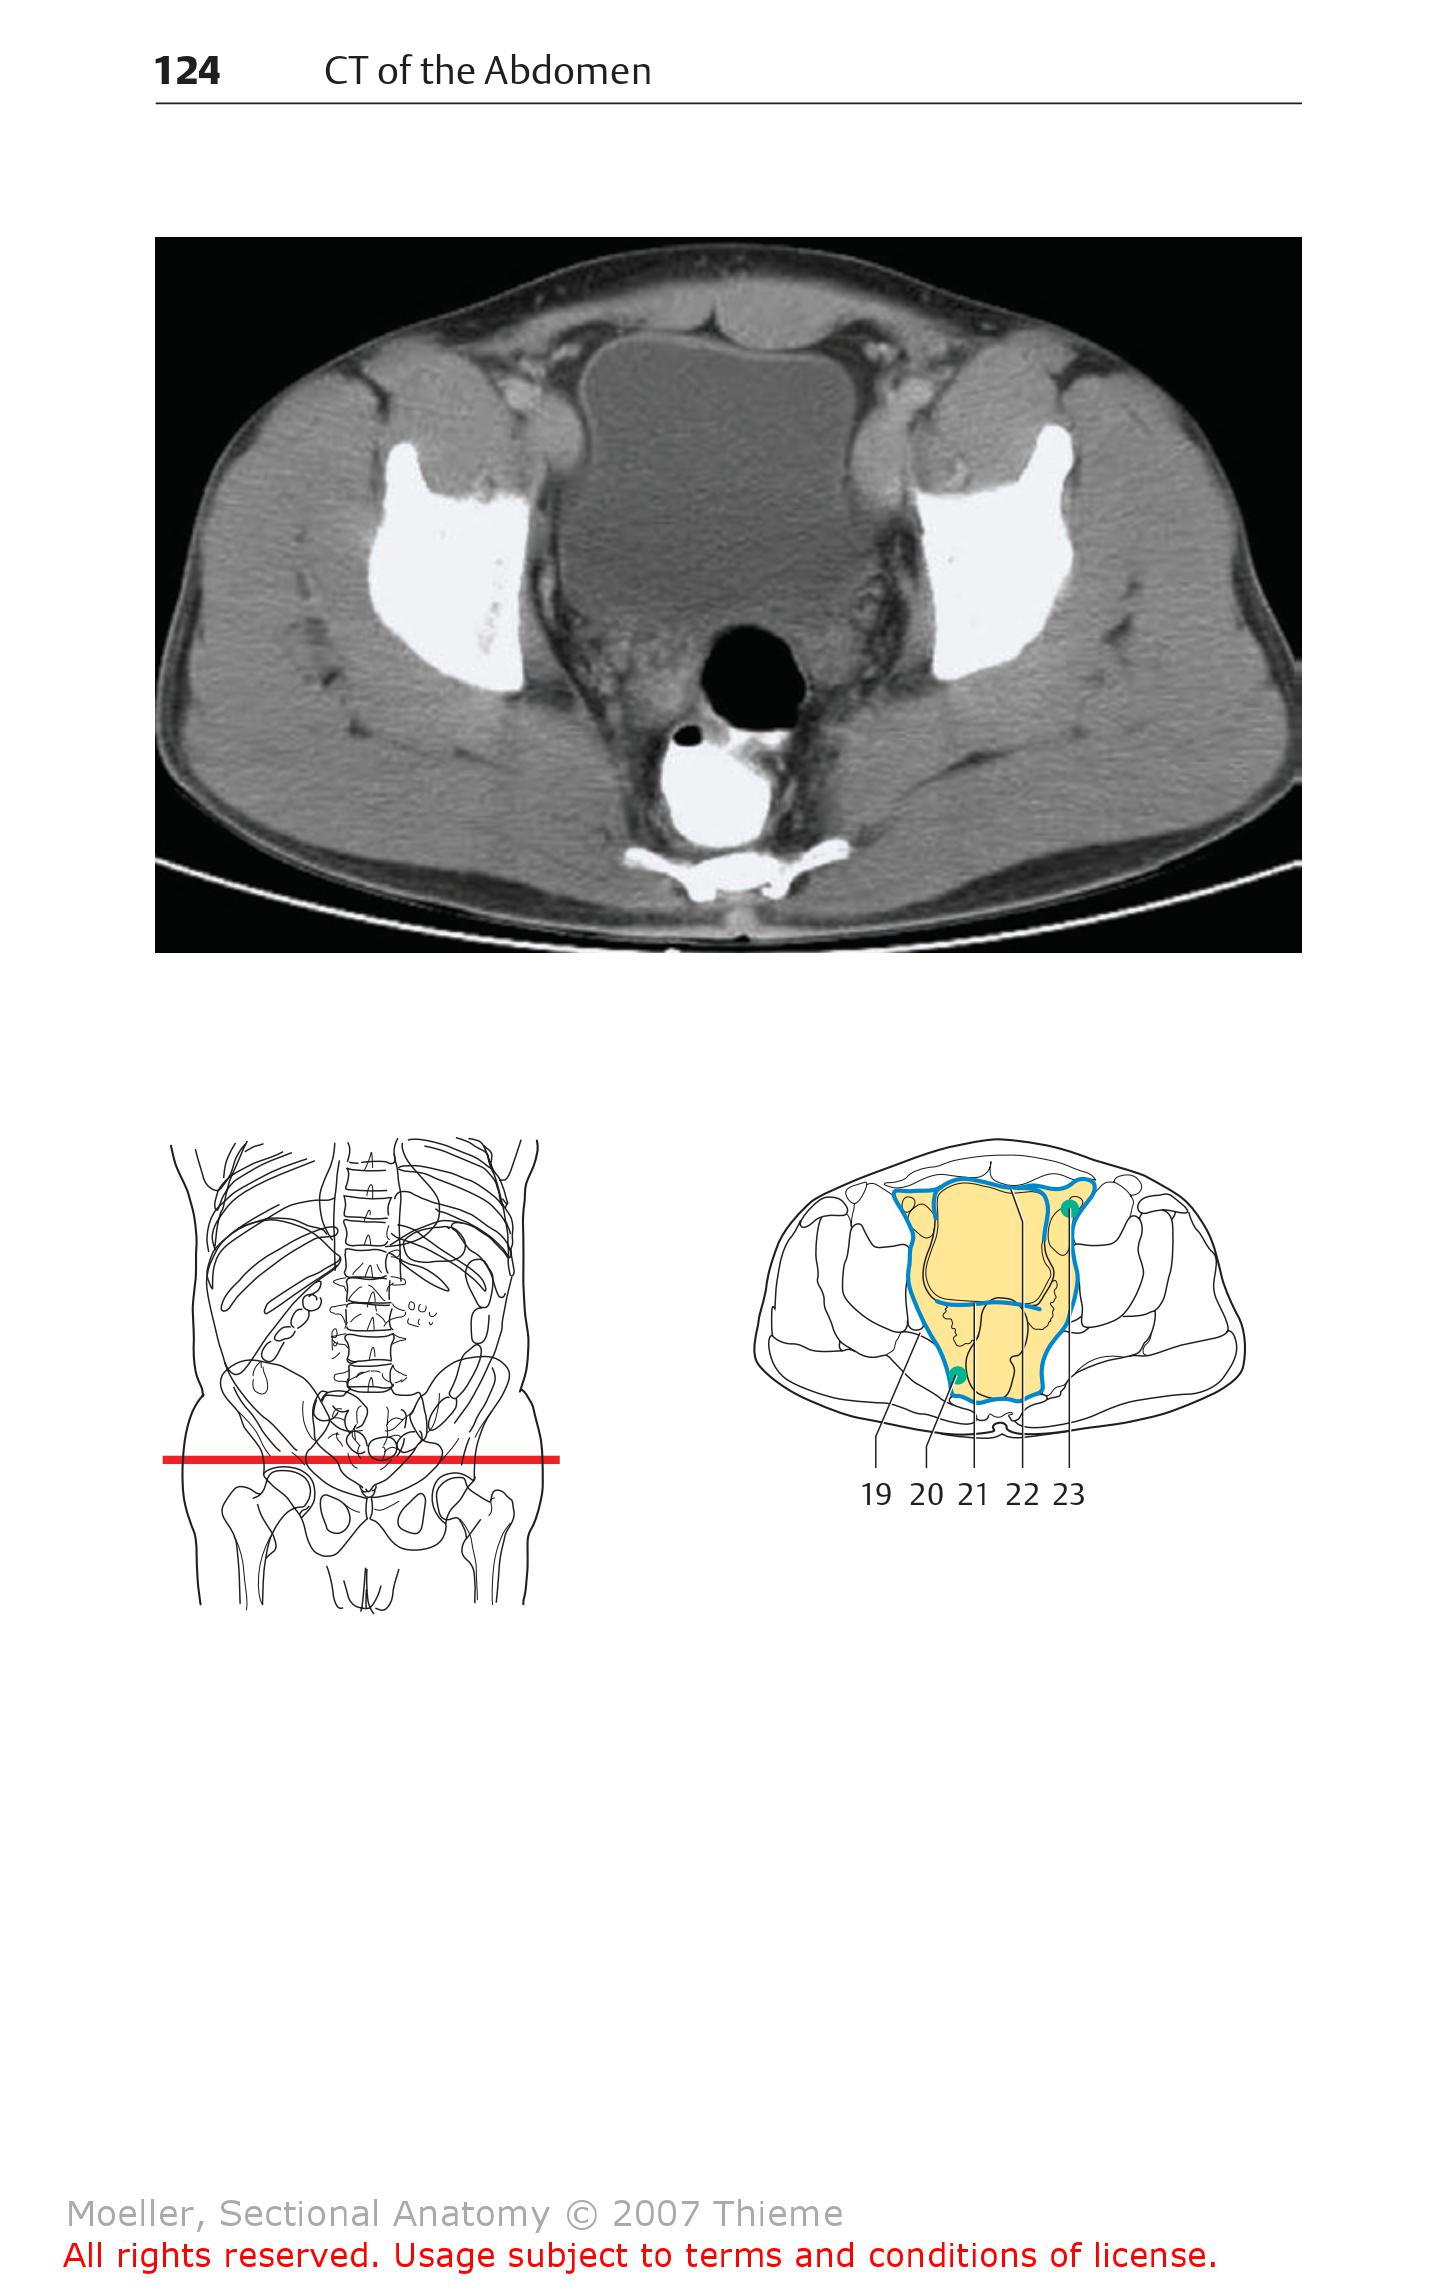 124 CT of the Abdomen
19 20 21 22 23
Moeller, Sectional Anatomy © 2007 Thieme
All rights reserved. Usage subject to terms and conditions of license.